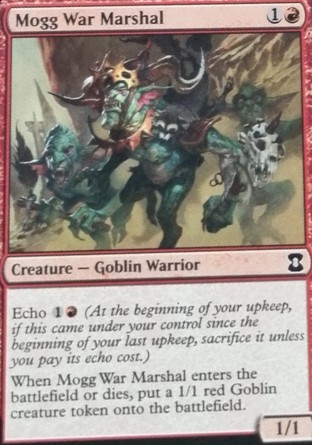 Mogg War Marshal 1
Creature — Goblin Warrior
Echo 1 (At the beginning of your upkeep,
if this came under your control since the
beginning of your last upkeep, sacrifice it unless
you pay its echo cost.)
When Mogg War Marshal enters the
battlefield or dies, put a 1/1 red Goblin
creature token onto the battlefield.
1/1